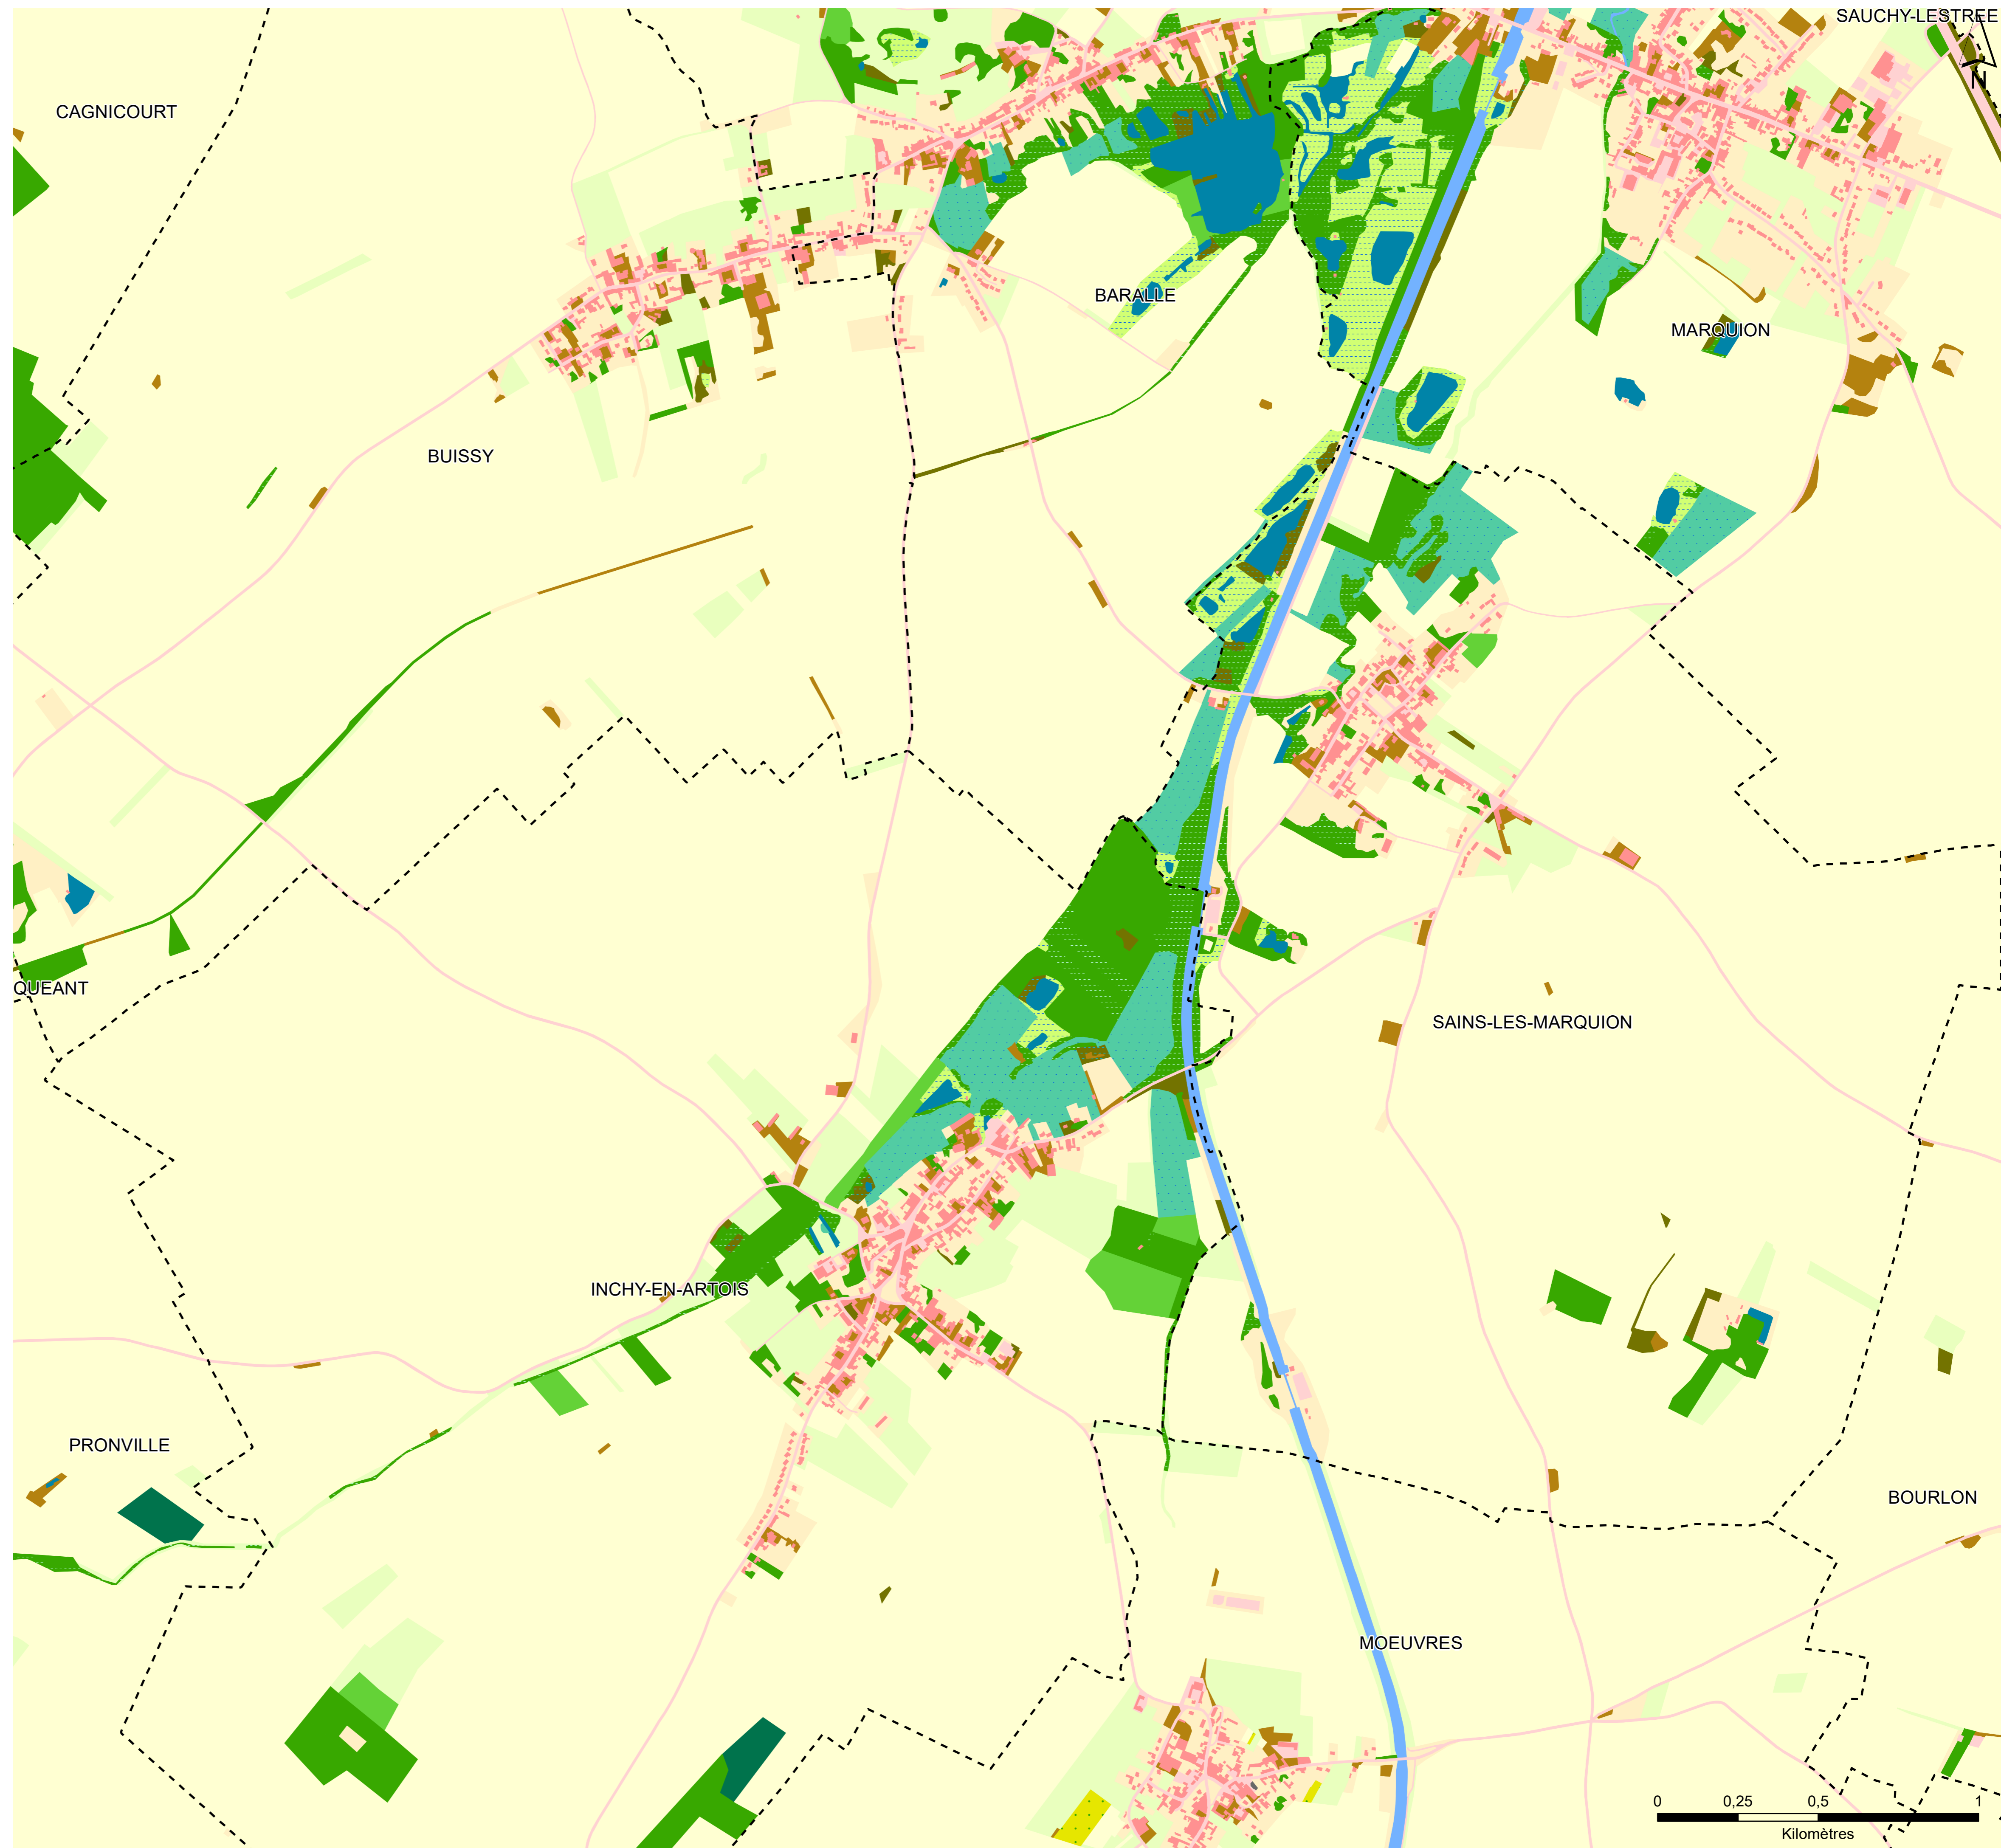 SAUCHY-LESTREE
N
CAGNICOURT
BARALLE
MARQUION
BUISSY
QUEANT
SAINS-LES-MARQUION
INCHY-EN-ARTOIS
PRONVILLE
BOURLON
MOEUVRES
0 0,25 0,5 1
Kilomètres